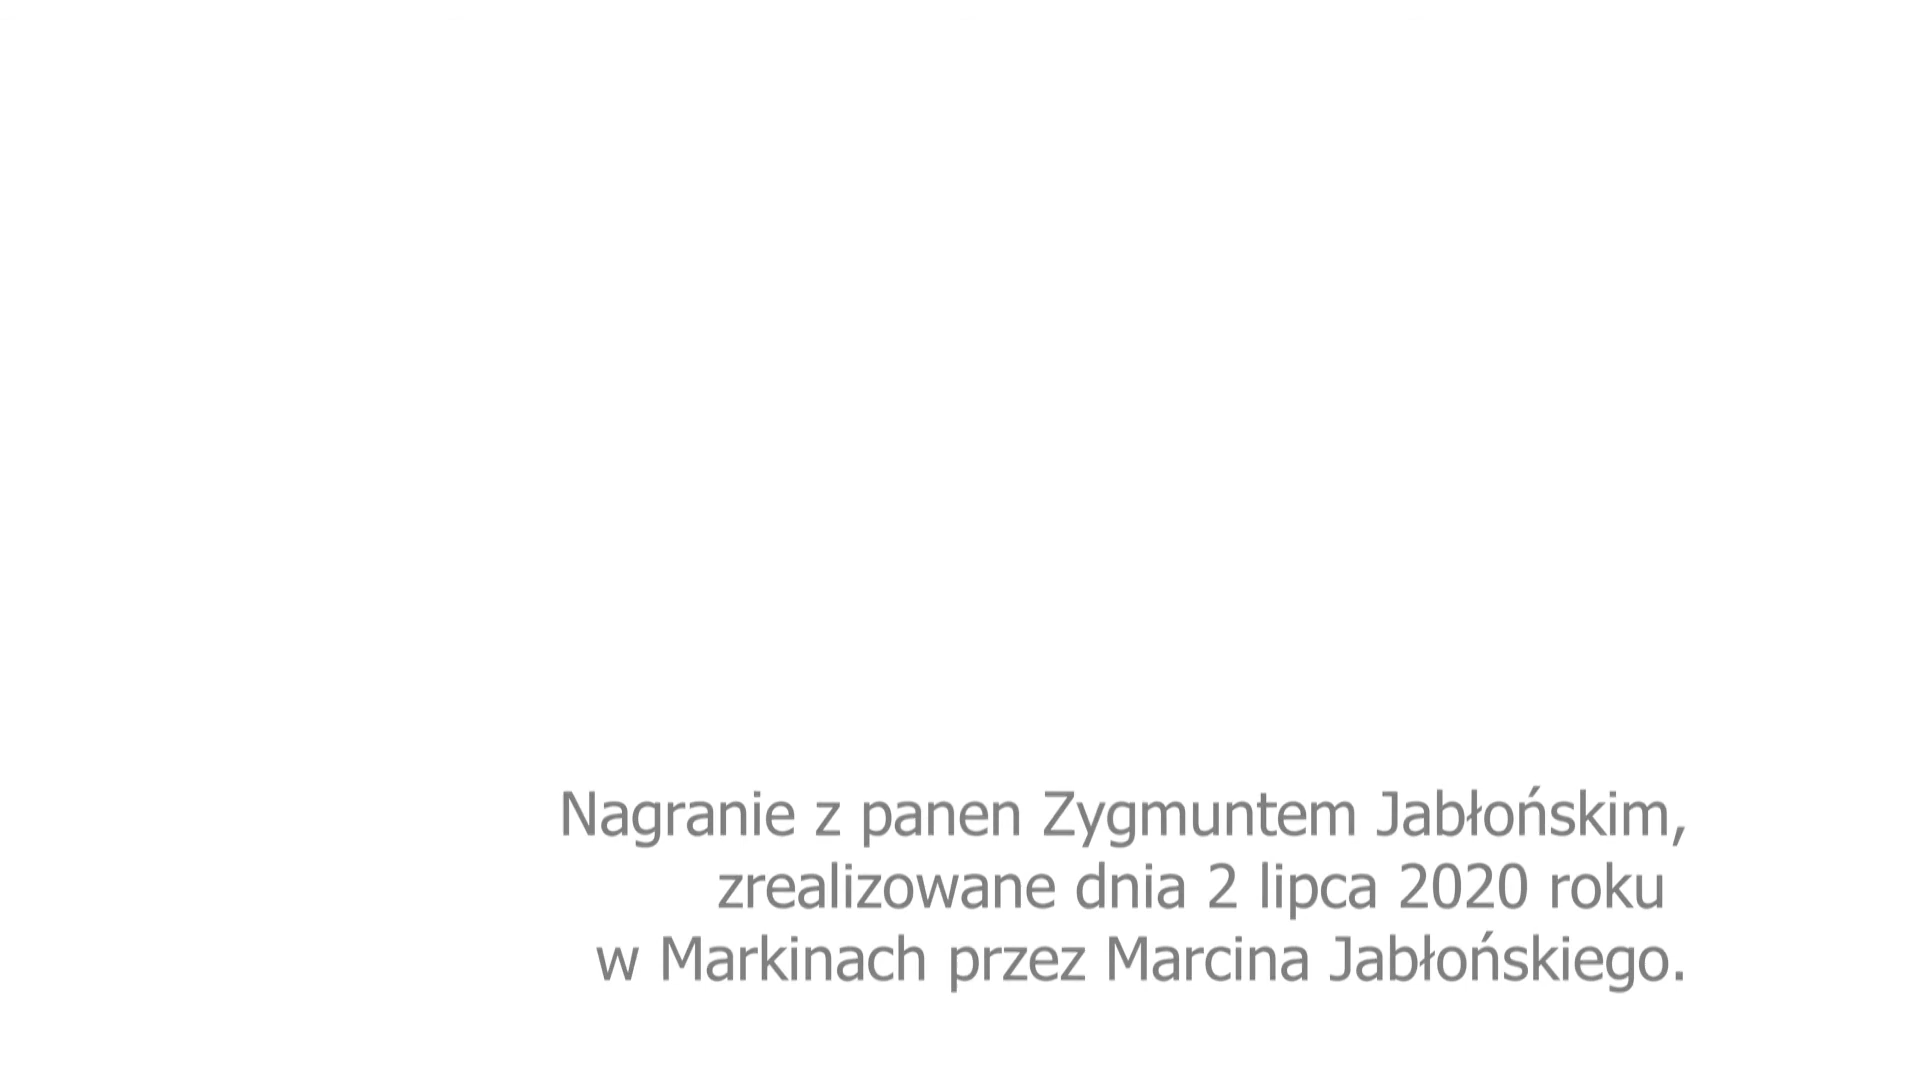 Nagranie z panen Zygmuntem Jabłońskim,
zrealizowane dnia 2 lipca 2020 roku
w Markinach przez Marcina Jabłońskiego.